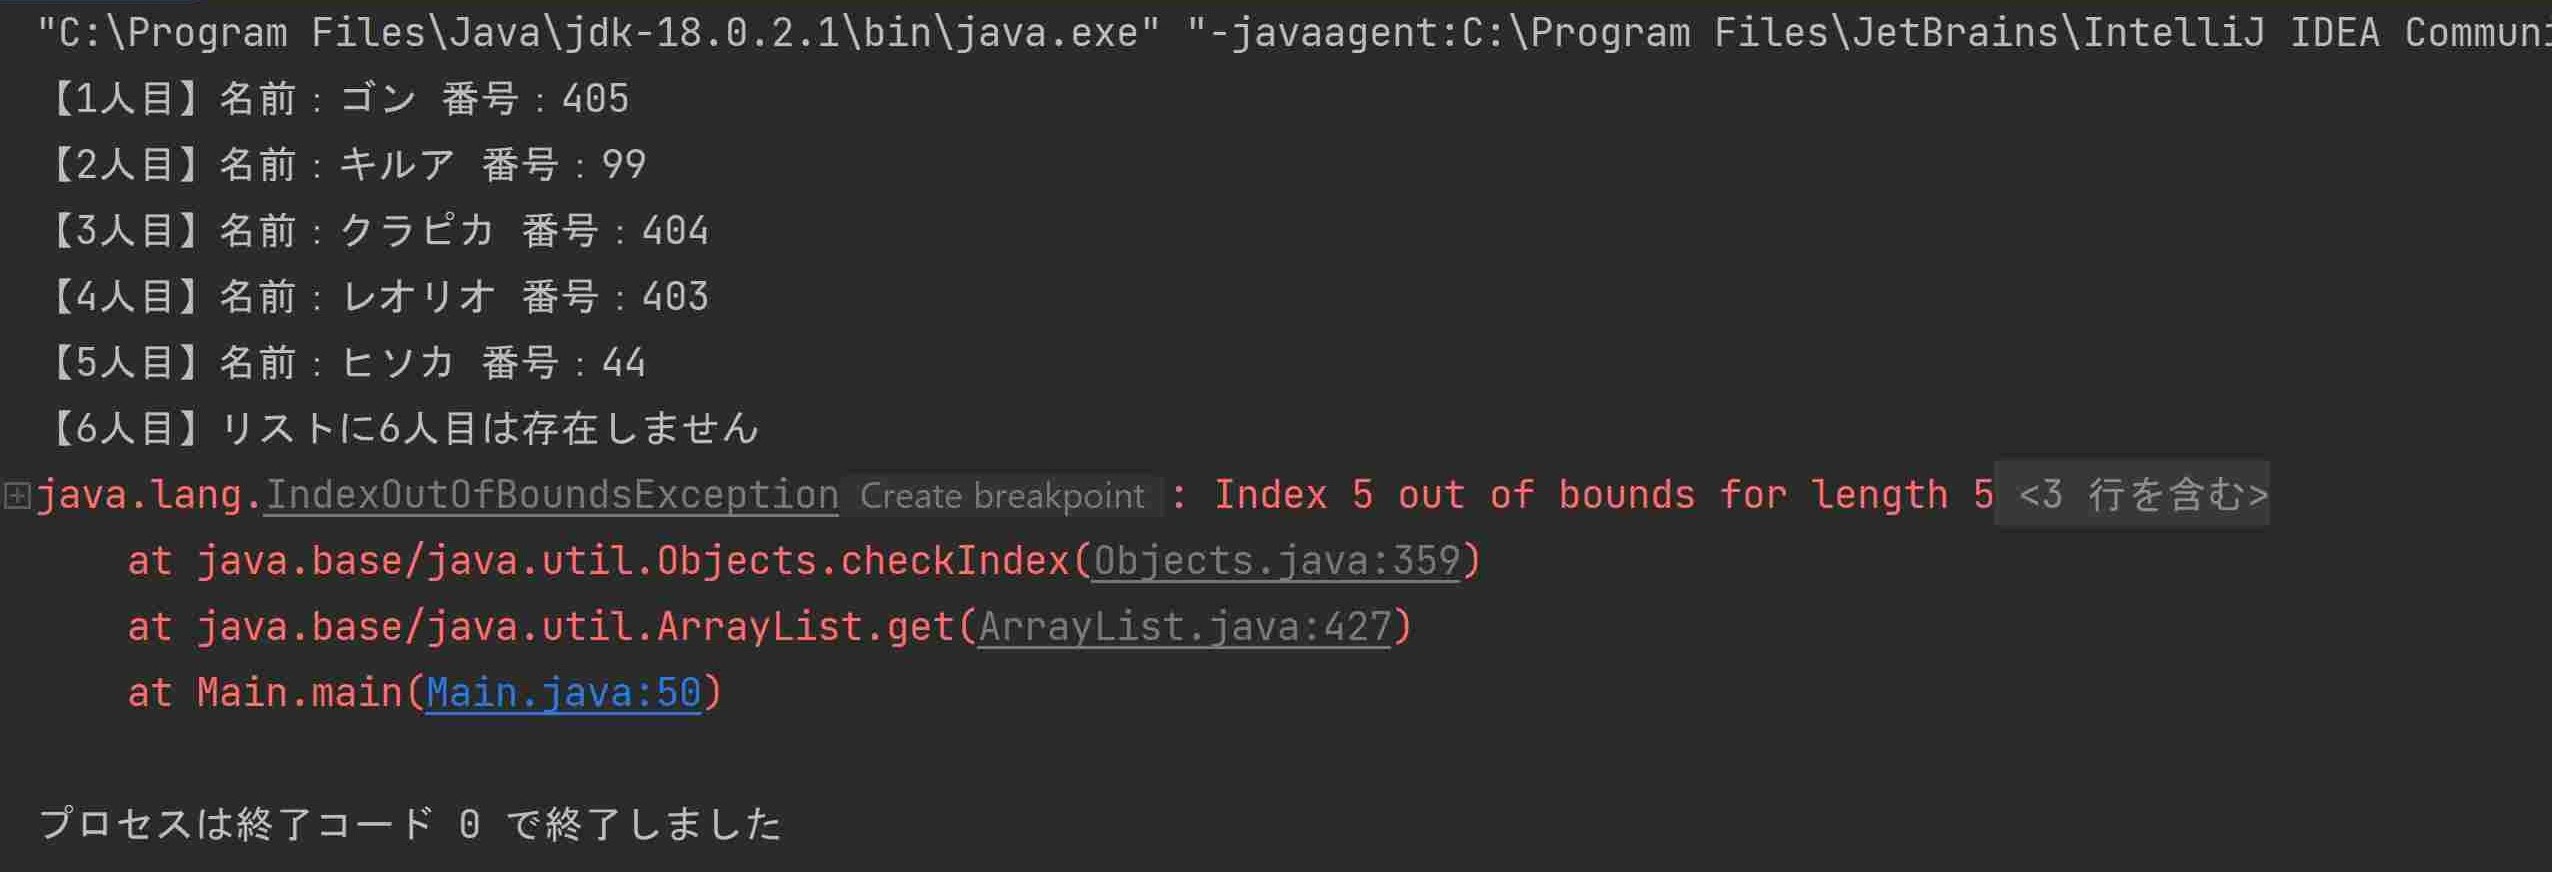 "C:\Program Files\Java\jdk-18.0.2.1\bin\java.exe" "-javaagent:C:\Program Files\JetBrains\IntelliJ IDEA Communi
【1人目】名前：ゴン 番号：405
【2人目】名前：キルア 番号：99
【3人目】名前：クラピカ 番号：404
【4人目】名前：レオリオ 番号：403
【5人目】名前：ヒソカ 番号：44
【6人目】リストに6人目は存在しません
java.lang.IndexOutOfBoundsException Create breakpoint : Index 5 out of bounds for length 5 <3 行を含む>
at java.base/java.util.Objects.checkIndex(Objects.java:359)
at java.base/java.util.ArrayList.get(ArrayList.java:427)
at Main.main(Main.java:50)
プロセスは終了コード 0 で終了しました